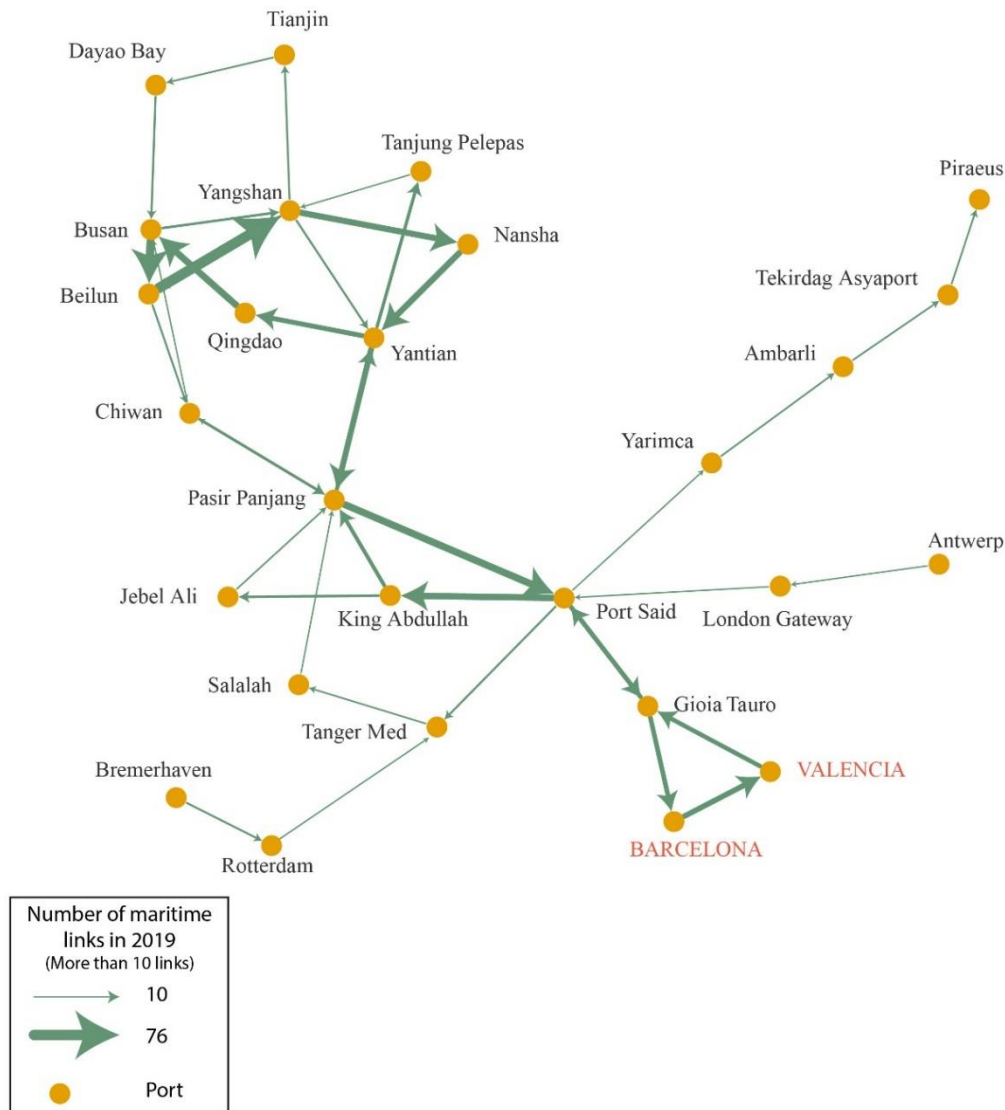 Tianjin
Dayao Bay
Tanjung Pelepas
Piraeus
Yangshan
Busan
Nansha
Tekirdag Asyaport
Beilun
Qingdao
Yantian
Ambarli
Chiwan
Yarimca
Pasir Panjang
Antwerp
Jebel Ali
King Abdullah
Port Said
London Gateway
Salalah
Gioia Tauro
Tanger Med
Bremerhaven
VALENCIA
BARCELONA
Rotterdam
Number of maritime
links in 2019
(More than 10 links)
10
76
Port